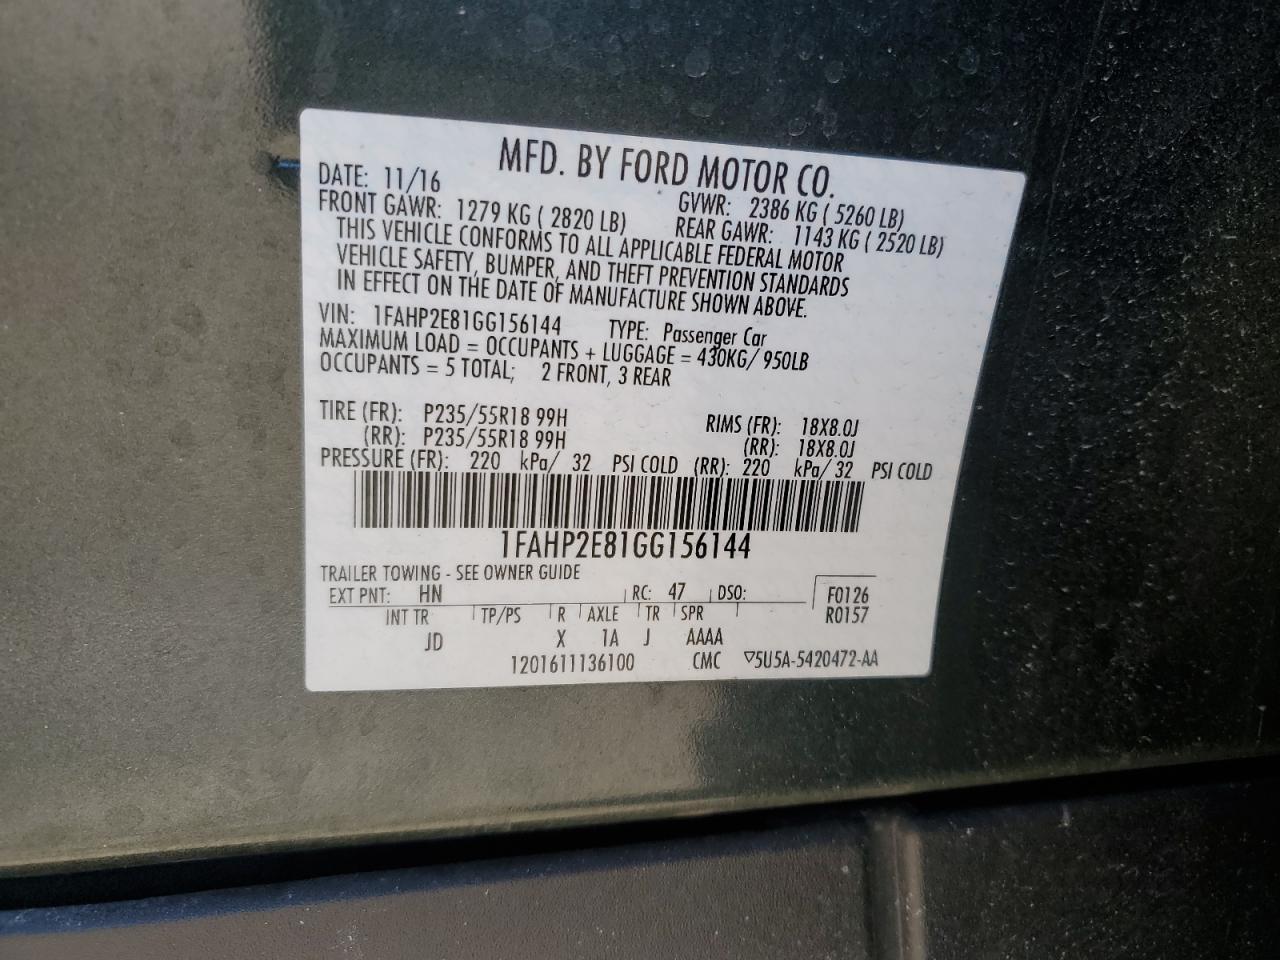 MFD. BY FORD MOTOR CO.
DATE: 11/16 GVWR: 2386 KG ( 5260 LB)
FRONT GAWR: 1279 KG ( 2820 LB) REAR GAWR: 1143 KG ( 2520 LB)
THIS VEHICLE CONFORMS TO ALL APPLICABLE FEDERAL MOTOR
VEHICLE SAFETY, BUMPER, AND THEFT PREVENTION STANDARDS
IN EFFECT ON THE DATE OF MANUFACTURE SHOWN ABOVE.
VIN: 1FAHP2E81GG156144 TYPE: Passenger Car
MAXIMUM LOAD = OCCUPANTS + LUGGAGE = 430KG/ 950LB
OCCUPANTS = 5 TOTAL; 2 FRONT, 3 REAR
TIRE (FR): P235/55R18 99H RIMS (FR): 18X8.0J
(RR): P235/55R18 99H (RR): 18X8.0J
PRESSURE (FR): 220 kPa/ 32 PSI COLD (RR): 220 kPa/ 32 PSI COLD
1FAHP2E81GG156144
TRAILER TOWING - SEE OWNER GUIDE
EXT PNT: HN RC: 47 DSO: F0126
INT TR TP/PS R AXLE TR SPR R0157
JD X 1A J AAAA
1201611136100 CMC ▽5U5A-5420472-AA